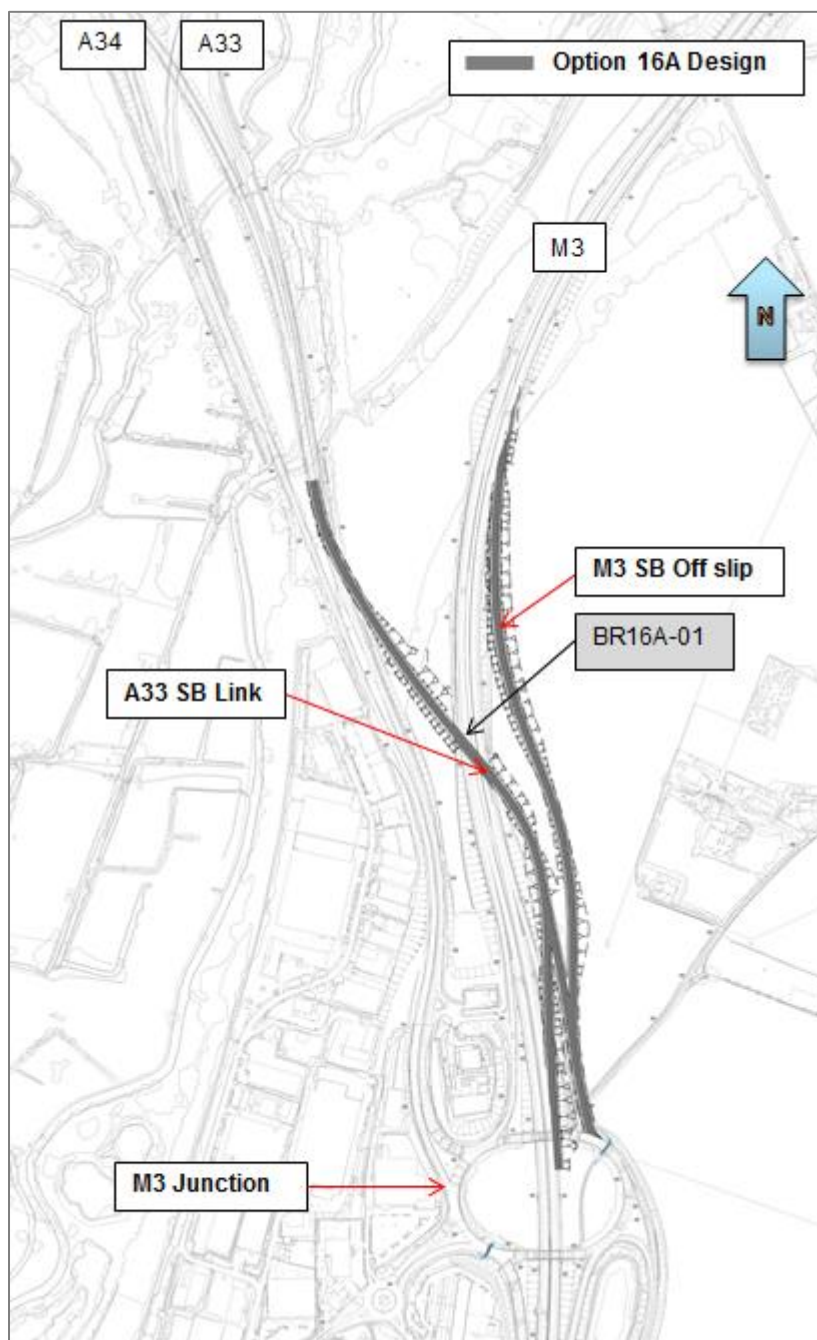 A34
A33
Option 16A Design
M3
N
M3 SB Off slip
BR16A-01
A33 SB Link
M3 Junction